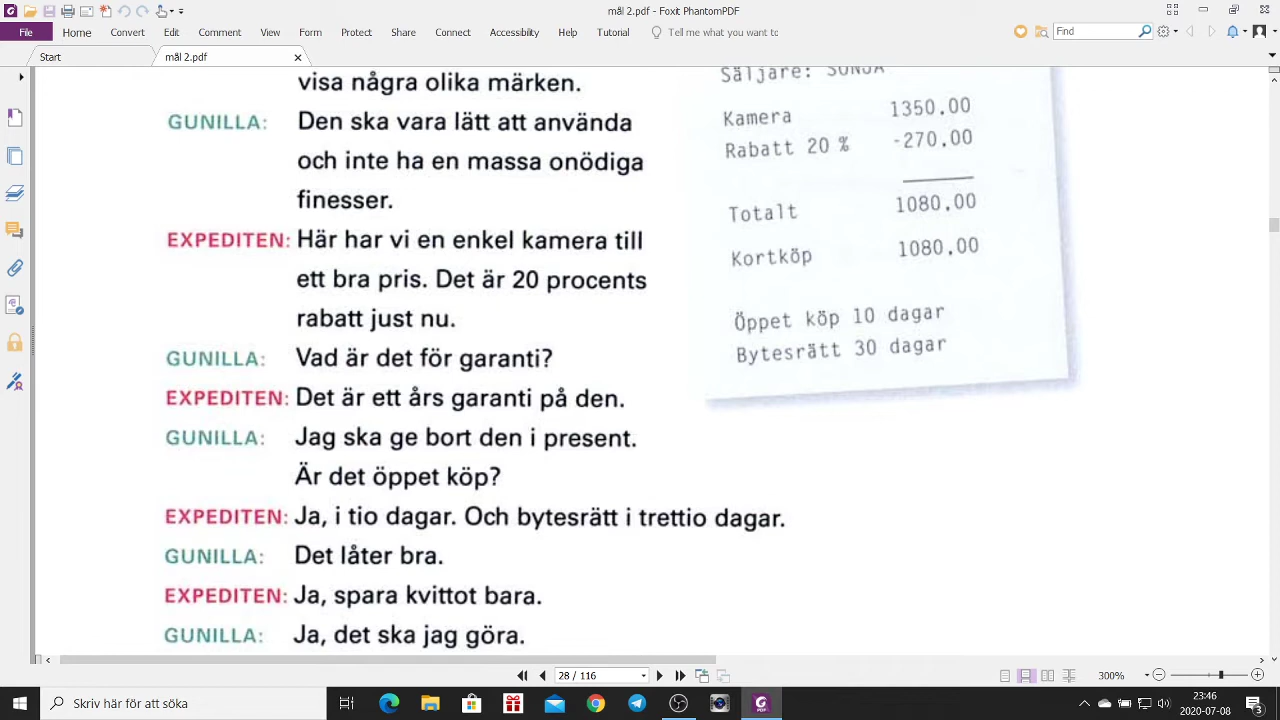 mål 2.pdf - Foxit PhantomPDF
File Home Convert Edit Comment View Form Protect Share Connect Accessibility Help Tutorial Tell me what you want to Find
Start mål 2.pdf
visa några olika märken.
GUNILLA: Den ska vara lätt att använda
och inte ha en massa onödiga
finesser.
EXPEDITEN: Här har vi en enkel kamera till
ett bra pris. Det är 20 procents
rabatt just nu.
GUNILLA: Vad är det för garanti?
EXPEDITEN: Det är ett års garanti på den.
GUNILLA: Jag ska ge bort den i present.
Är det öppet köp?
EXPEDITEN: Ja, i tio dagar. Och bytesrätt i trettio dagar.
GUNILLA: Det låter bra.
EXPEDITEN: Ja, spara kvittot bara.
GUNILLA: Ja, det ska jag göra.
Säljare: SONJA
Kamera 1350.00
Rabatt 20 % -270.00
Totalt 1080.00
Kortköp 1080.00
Öppet köp 10 dagar
Bytesrätt 30 dagar
28 / 116
300%
Skriv här för att söka
23:46
2020-07-08